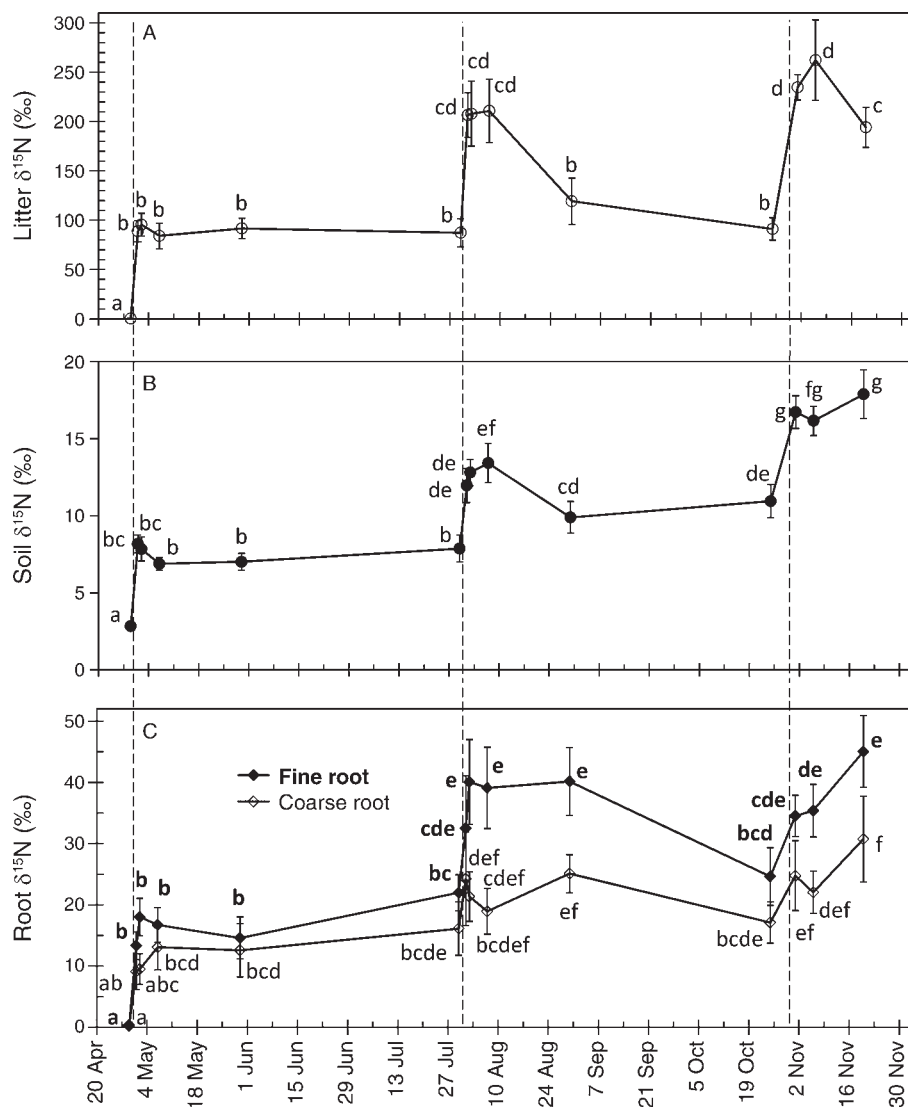 A
Litter δ¹⁵N (‰)
300
250
200
150
100
50
0
a
b
b
b
b
b
cd
cd
cd
b
b
d
d
c
B
Soil δ¹⁵N (‰)
20
15
10
5
0
a
bc
bc
b
b
b
de
de
ef
cd
de
g
fg
g
C
Root δ¹⁵N (‰)
50
40
30
20
10
0
Fine root
Coarse root
a
b
b
b
b
bc
cde
e
e
e
bcd
cde
de
e
a
ab
abc
bcd
bcd
bcde
def
cdef
bcdef
ef
bcde
ef
def
f
20 Apr
4 May
18 May
1 Jun
15 Jun
29 Jun
13 Jul
27 Jul
10 Aug
24 Aug
7 Sep
21 Sep
5 Oct
19 Oct
2 Nov
16 Nov
30 Nov